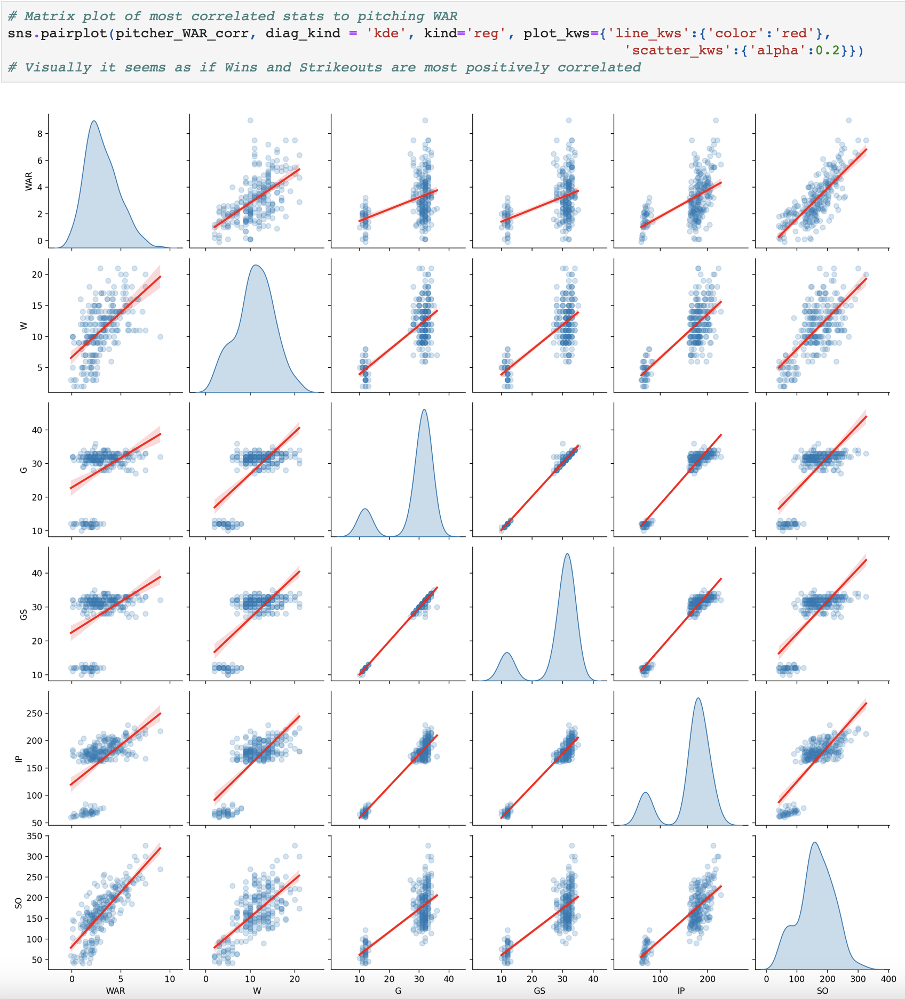 # Matrix plot of most correlated stats to pitching WAR
sns.pairplot(pitcher_WAR_corr, diag_kind = 'kde', kind='reg', plot_kws={'line_kws':{'color':'red'},
'scatter_kws':{'alpha':0.2}})
# Visually it seems as if Wins and Strikeouts are most positively correlated
WAR
8
6
4
2
0
W
20
15
10
5
G
40
30
20
10
GS
40
30
20
10
IP
250
200
150
100
50
SO
350
300
250
200
150
100
50
0 5 10 0 10 20 10 20 30 40 10 20 30 40 100 200 0 100 200 300 400
WAR W G GS IP SO